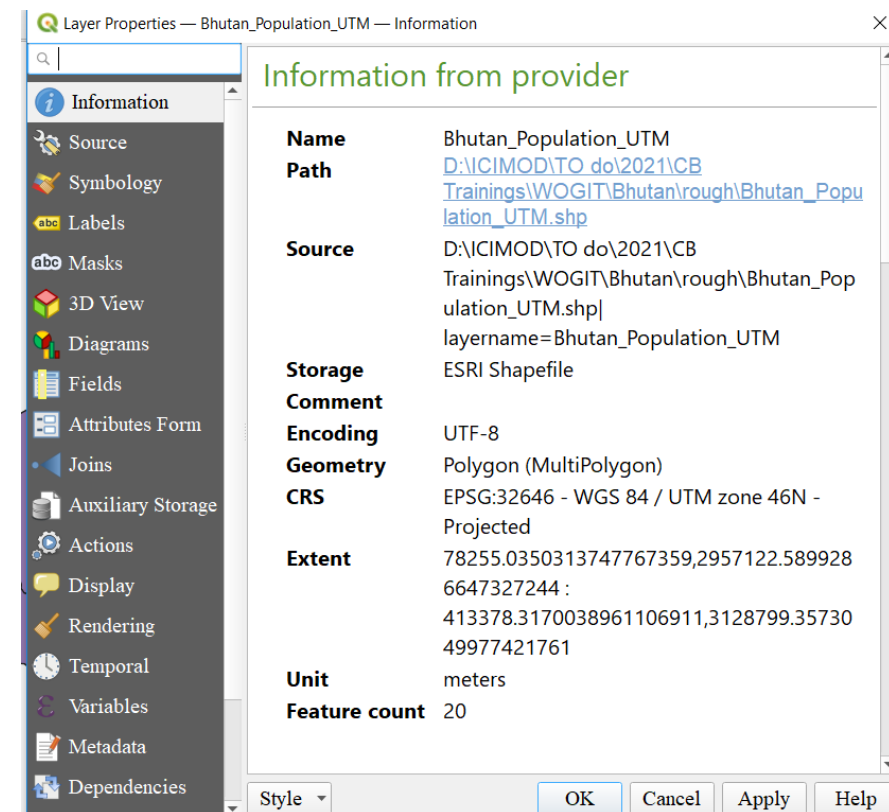 Layer Properties — Bhutan_Population_UTM — Information
Information
Source
Symbology
abc Labels
abc Masks
3D View
Diagrams
Fields
Attributes Form
Joins
Auxiliary Storage
Actions
Display
Rendering
Temporal
Variables
Metadata
Dependencies
Information from provider
Name Bhutan_Population_UTM
Path D:\ICIMOD\TO do\2021\CB
Trainings\WOGIT\Bhutan\rough\Bhutan_Popu
lation_UTM.shp
Source D:\ICIMOD\TO do\2021\CB
Trainings\WOGIT\Bhutan\rough\Bhutan_Pop
ulation_UTM.shp|
layername=Bhutan_Population_UTM
Storage ESRI Shapefile
Comment
Encoding UTF-8
Geometry Polygon (MultiPolygon)
CRS EPSG:32646 - WGS 84 / UTM zone 46N -
Projected
Extent 78255.0350313747767359,2957122.589928
6647327244 :
413378.3170038961106911,3128799.35730
49977421761
Unit meters
Feature count 20
Style OK Cancel Apply Help